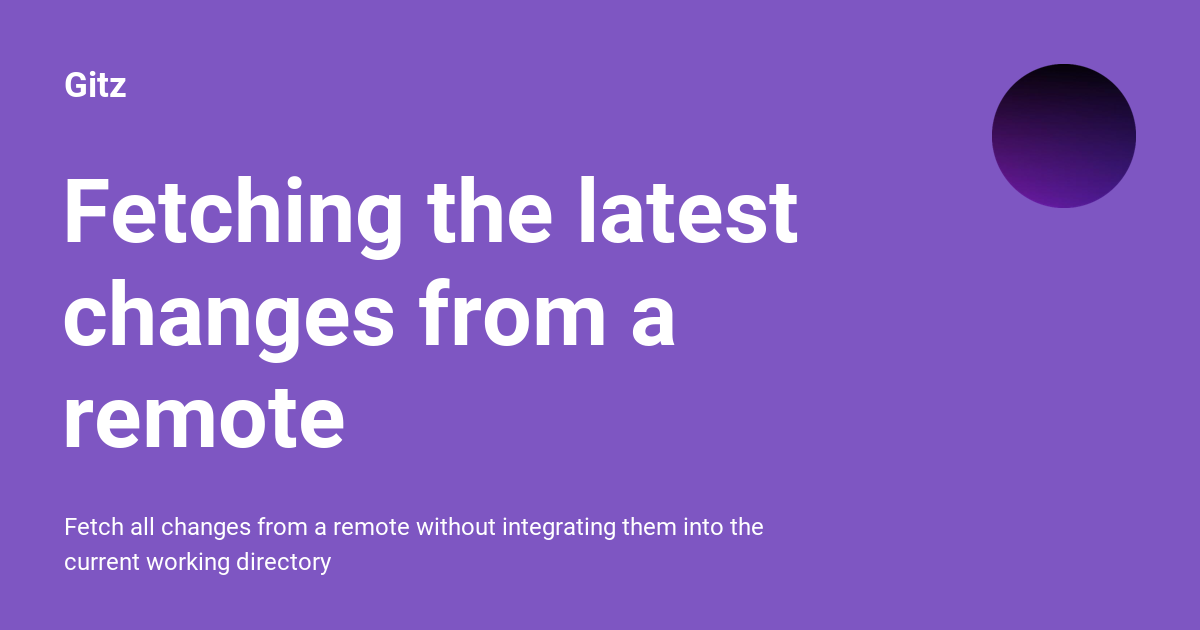 Gitz
Fetching the latest
changes from a
remote
Fetch all changes from a remote without integrating them into the
current working directory